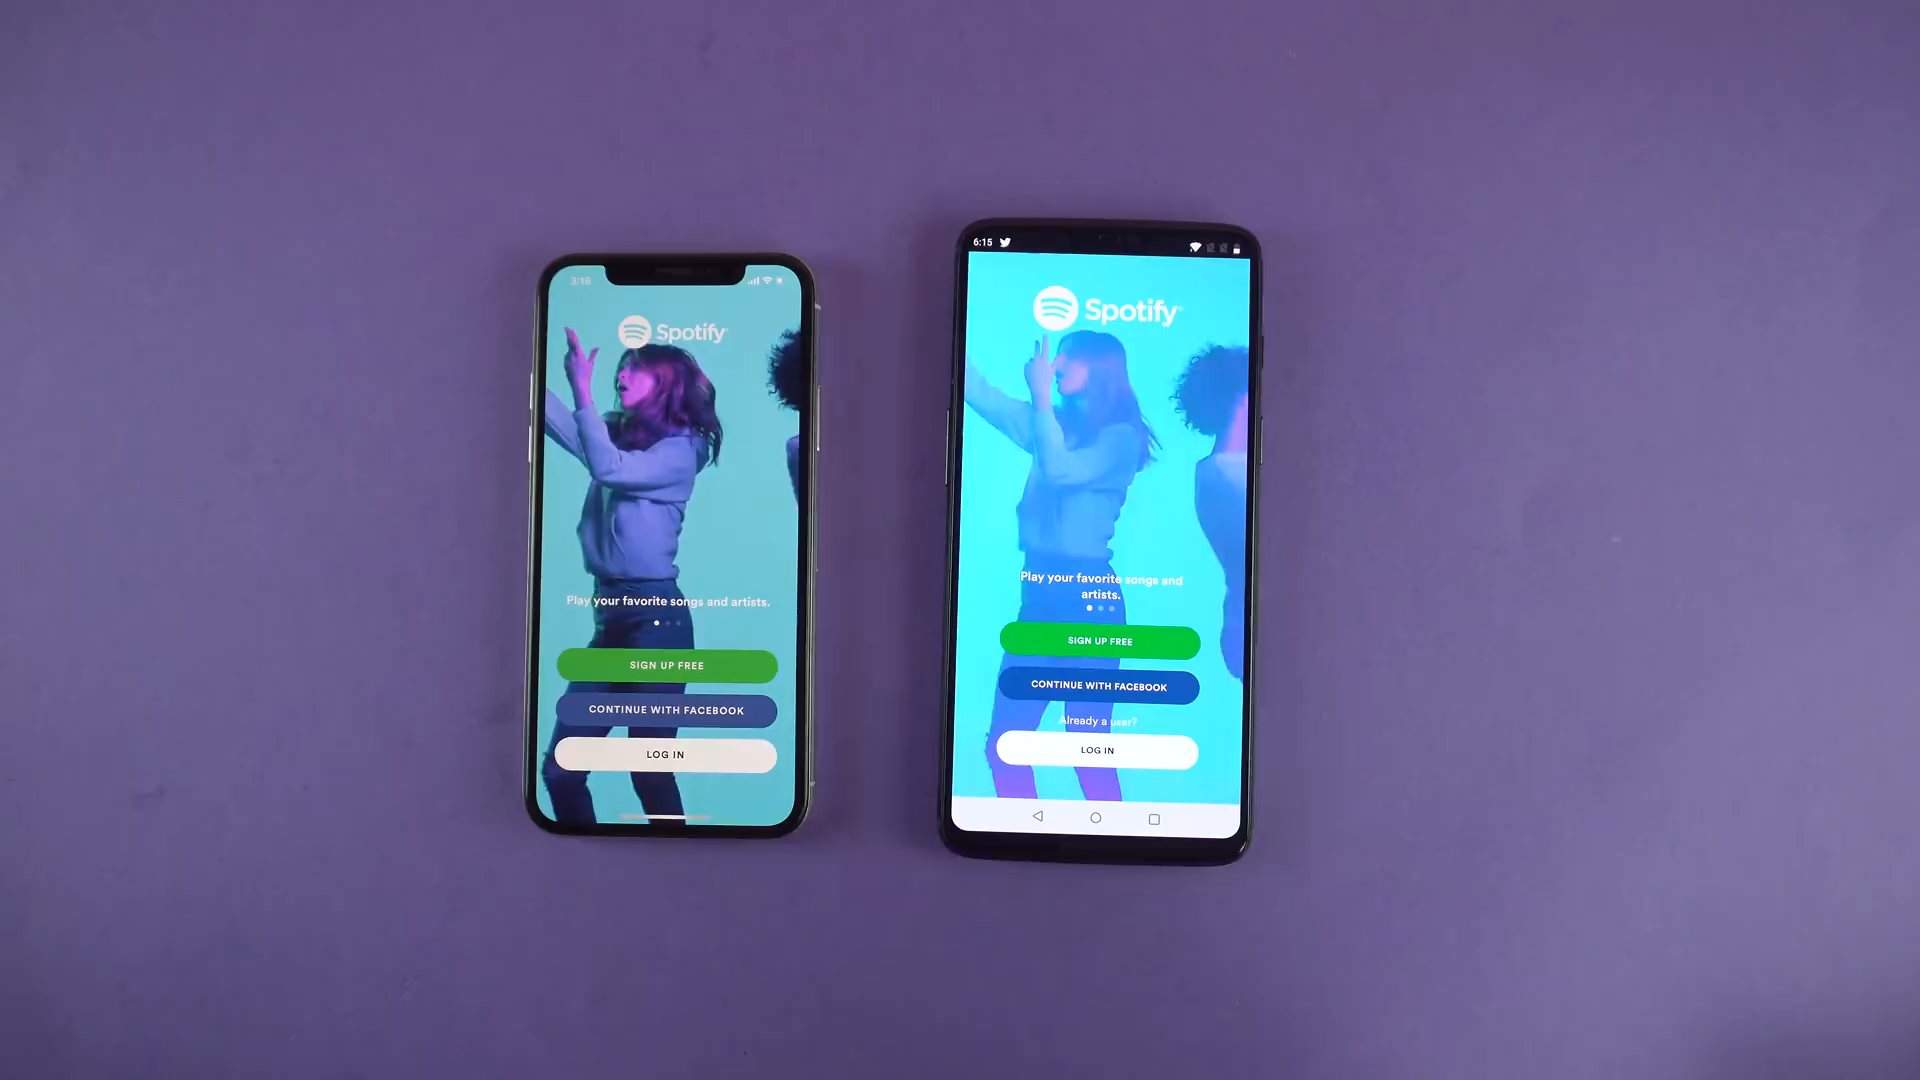 3:15
Spotify
Play your favorite songs and artists.
SIGN UP FREE
CONTINUE WITH FACEBOOK
LOG IN
6:15
Spotify
Play your favorite songs and
artists.
SIGN UP FREE
CONTINUE WITH FACEBOOK
Already a user?
LOG IN